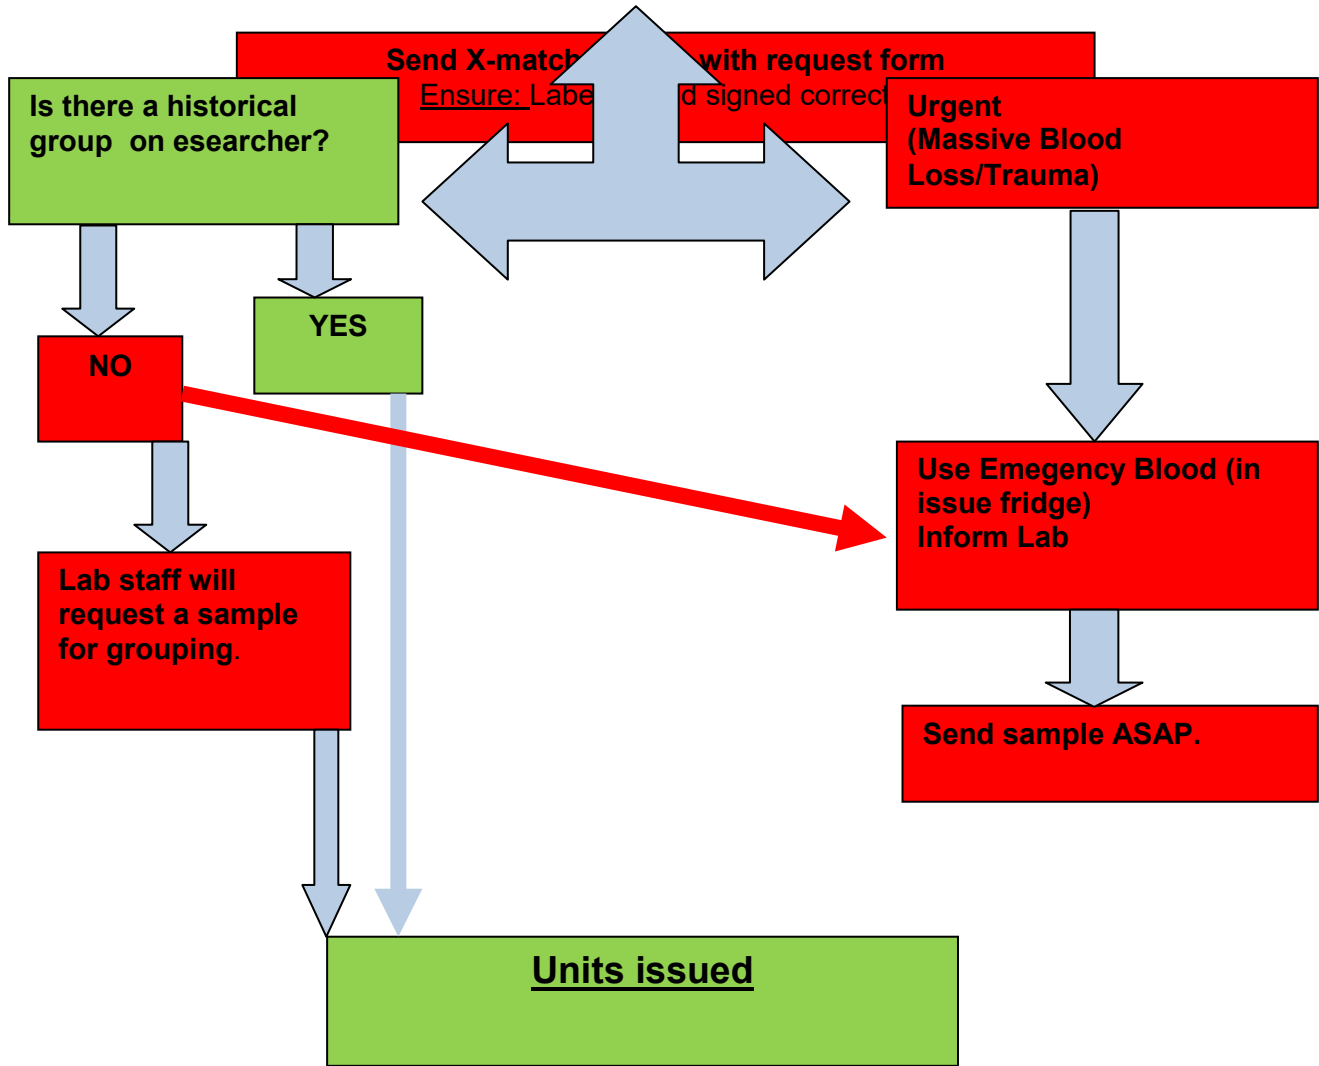 Send X-match with request form
Ensure: Labe d signed correct
Is there a historical
group on esearcher?
Urgent
(Massive Blood
Loss/Trauma)
YES
NO
Use Emegency Blood (in
issue fridge)
Inform Lab
Lab staff will
request a sample
for grouping.
Send sample ASAP.
Units issued